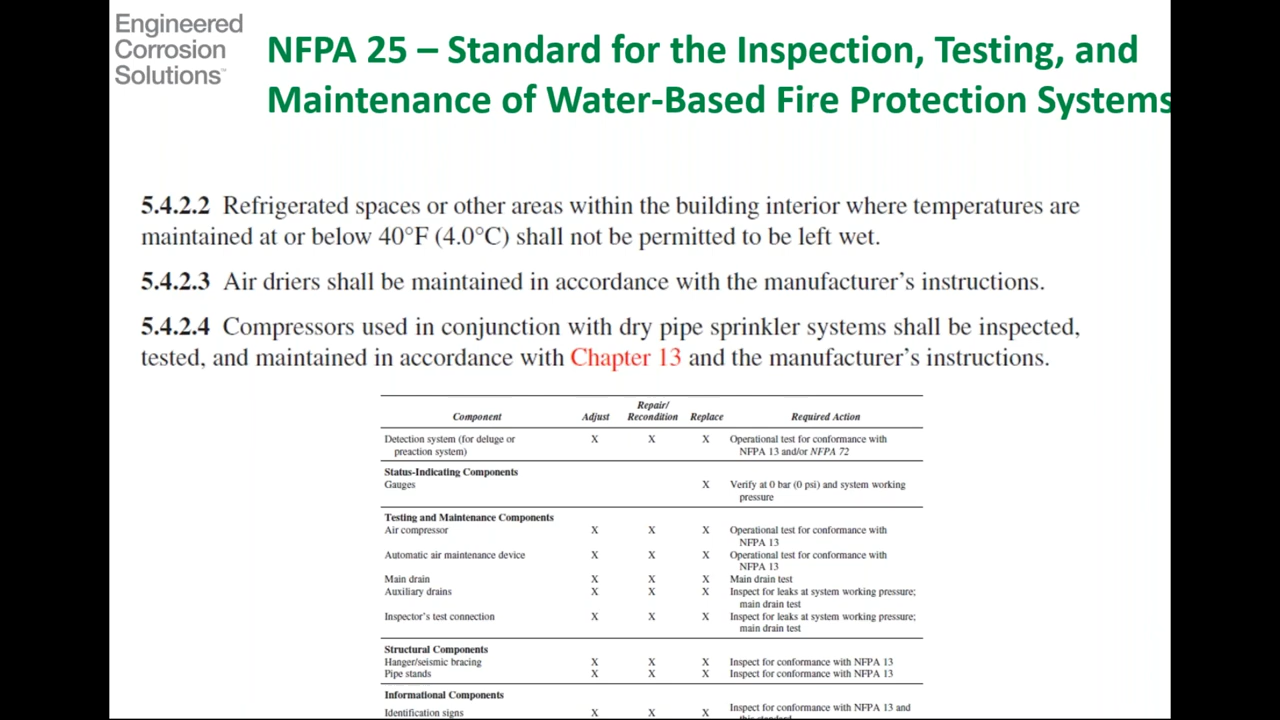 Engineered
Corrosion
Solutions™
NFPA 25 – Standard for the Inspection, Testing, and
Maintenance of Water-Based Fire Protection Systems
5.4.2.2 Refrigerated spaces or other areas within the building interior where temperatures are
maintained at or below 40°F (4.0°C) shall not be permitted to be left wet.
5.4.2.3 Air driers shall be maintained in accordance with the manufacturer's instructions.
5.4.2.4 Compressors used in conjunction with dry pipe sprinkler systems shall be inspected,
tested, and maintained in accordance with Chapter 13 and the manufacturer's instructions.
Component Adjust Repair/ Recondition Replace Required Action
Detection system (for deluge or X X X Operational test for conformance with
preaction system) NFPA 13 and/or NFPA 72
Status-Indicating Components
Gauges X Verify at 0 bar (0 psi) and system working
pressure
Testing and Maintenance Components
Air compressor X X X Operational test for conformance with
NFPA 13
Automatic air maintenance device X X X Operational test for conformance with
NFPA 13
Main drain X X X Main drain test
Auxiliary drains X X X Inspect for leaks at system working pressure;
main drain test
Inspector's test connection X X X Inspect for leaks at system working pressure;
main drain test
Structural Components
Hanger/seismic bracing X X X Inspect for conformance with NFPA 13
Pipe stands X X X Inspect for conformance with NFPA 13
Informational Components
Identification signs X X X Inspect for conformance with NFPA 13 and